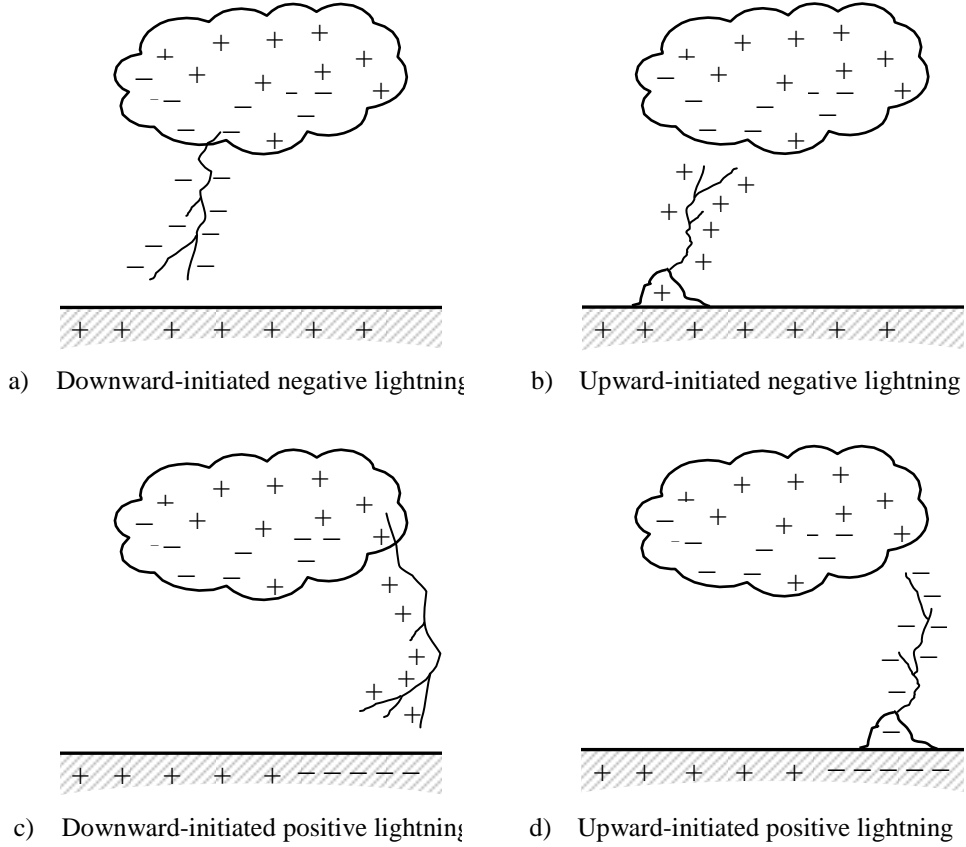 a) Downward-initiated negative lightning
b) Upward-initiated negative lightning
c) Downward-initiated positive lightning
d) Upward-initiated positive lightning